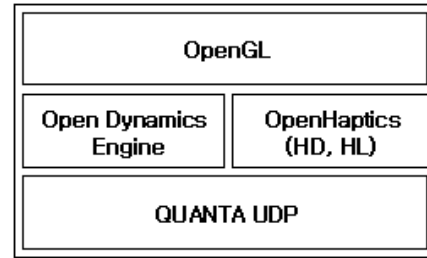 OpenGL
Open Dynamics
Engine
OpenHaptics
(HD, HL)
QUANTA UDP